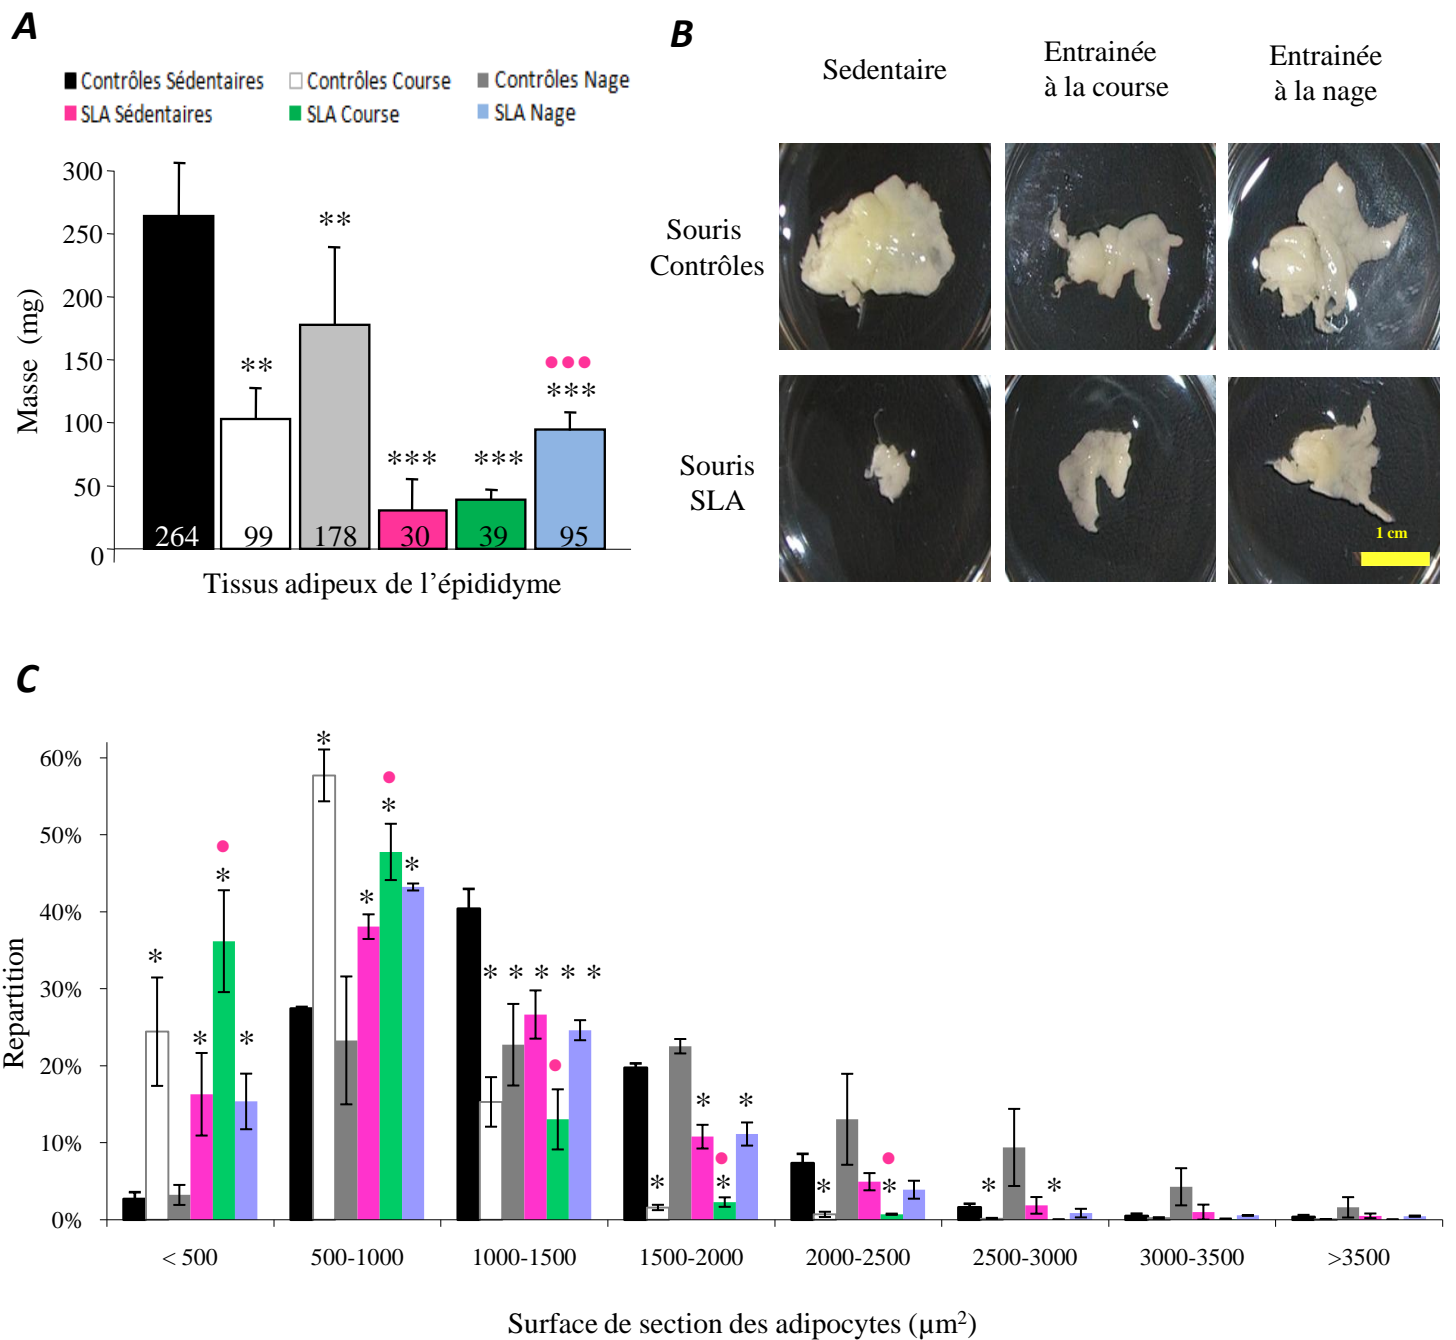 A
Contrôles Sédentaires
Contrôles Course
Contrôles Nage
SLA Sédentaires
SLA Course
SLA Nage
300
250
200
150
100
50
0
Masse (mg)
**
**
***
***
***
264
99
178
30
39
95
Tissus adipeux de l’épididyme
B
Sedentaire
Entrainée
à la course
Entrainée
à la nage
Souris
Contrôles
Souris
SLA
1 cm
C
60%
50%
40%
30%
20%
10%
0%
Repartition
*
*
*
*
*
*
*
*
* * * * *
*
*
*
*
*
*
*
*
< 500
500-1000
1000-1500
1500-2000
2000-2500
2500-3000
3000-3500
>3500
Surface de section des adipocytes (µm²)